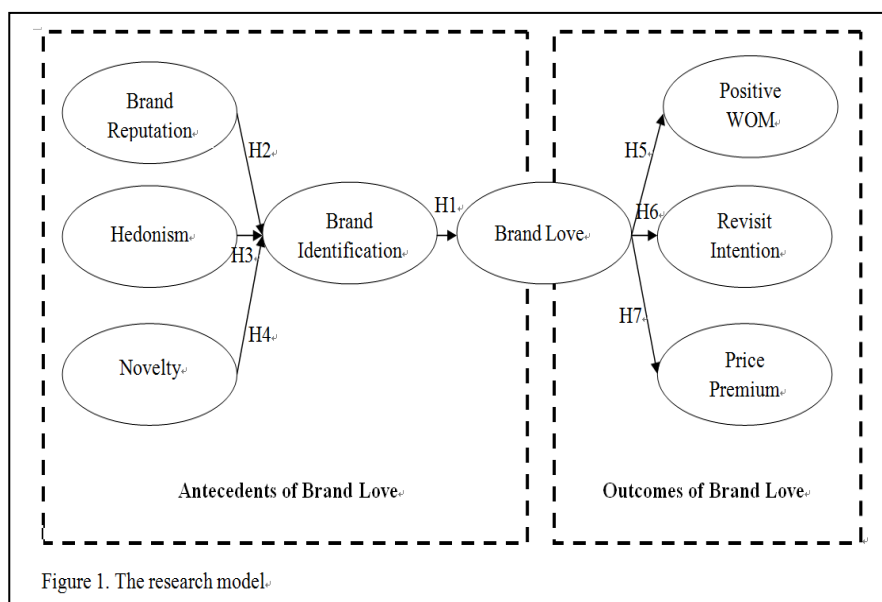 Brand
Reputation
Positive
WOM
H2
H5
Hedonism
H3
Brand
Identification
H1
Brand Love
H6
Revisit
Intention
H4
H7
Novelty
Price
Premium
Antecedents of Brand Love
Outcomes of Brand Love
Figure 1. The research model